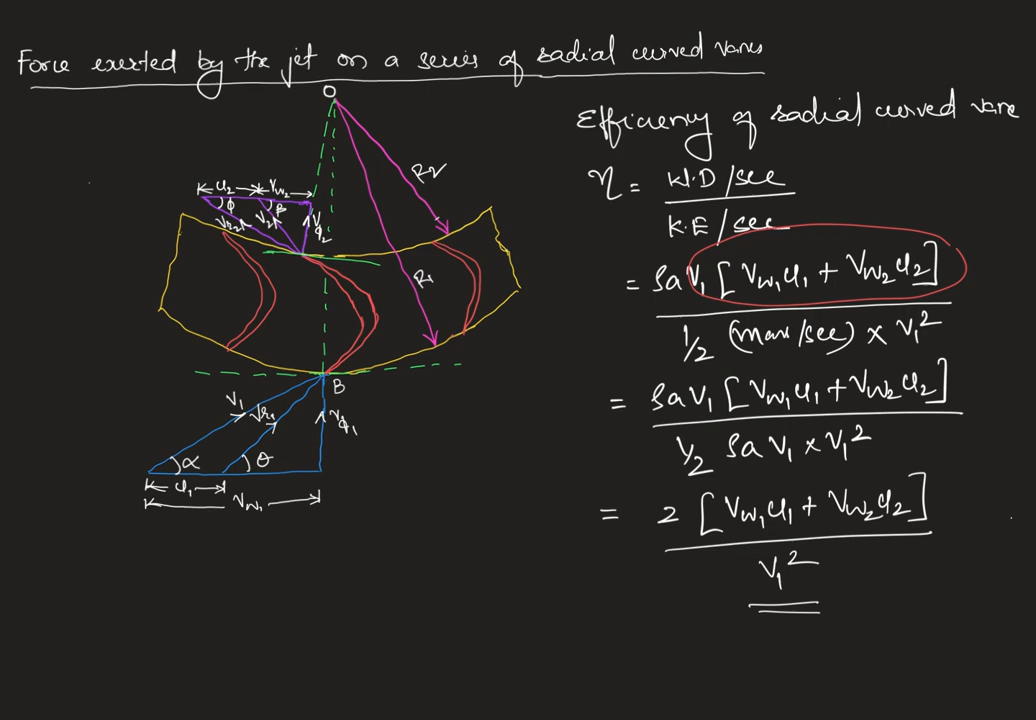 Force exerted by the jet on a series of radial curved vanes
O
Efficiency of radial curved vane
R2
η = W.D/sec
K.E/sec
u2 Vw2
φ β
Vr2 V2 Vf2
R1
= ρaV1 [Vw1u1 + Vw2u2]
1/2 (mass/sec) × V1²
B
V1 Vr1 Vf1
= ρaV1 [Vw1u1 + Vw2u2]
1/2 ρaV1 × V1²
α θ
u1
Vw1
= 2 [Vw1u1 + Vw2u2]
V1²